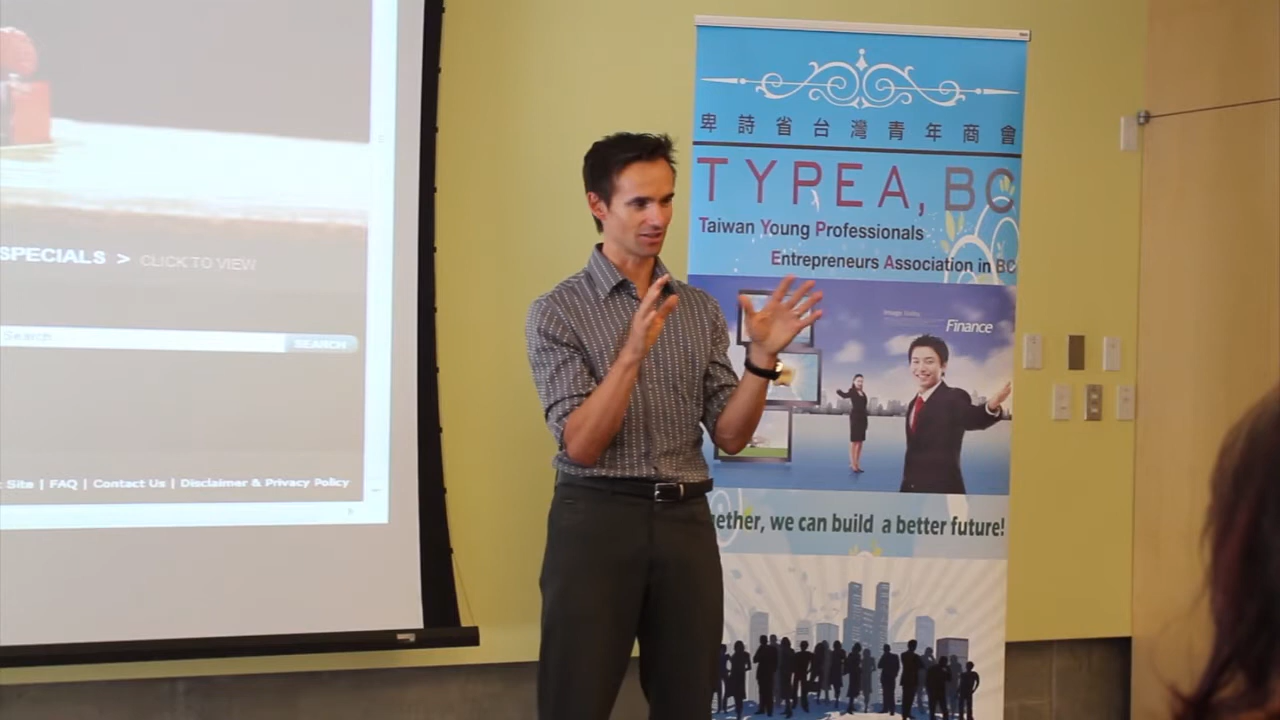 SPECIALS > CLICK TO VIEW
Search
SEARCH
Site | FAQ | Contact Us | Disclaimer & Privacy Policy
卑詩省台灣青年商會
TYPEA, BC
Taiwan Young Professionals
Entrepreneurs Association in BC
Finance
ether, we can build a better future!